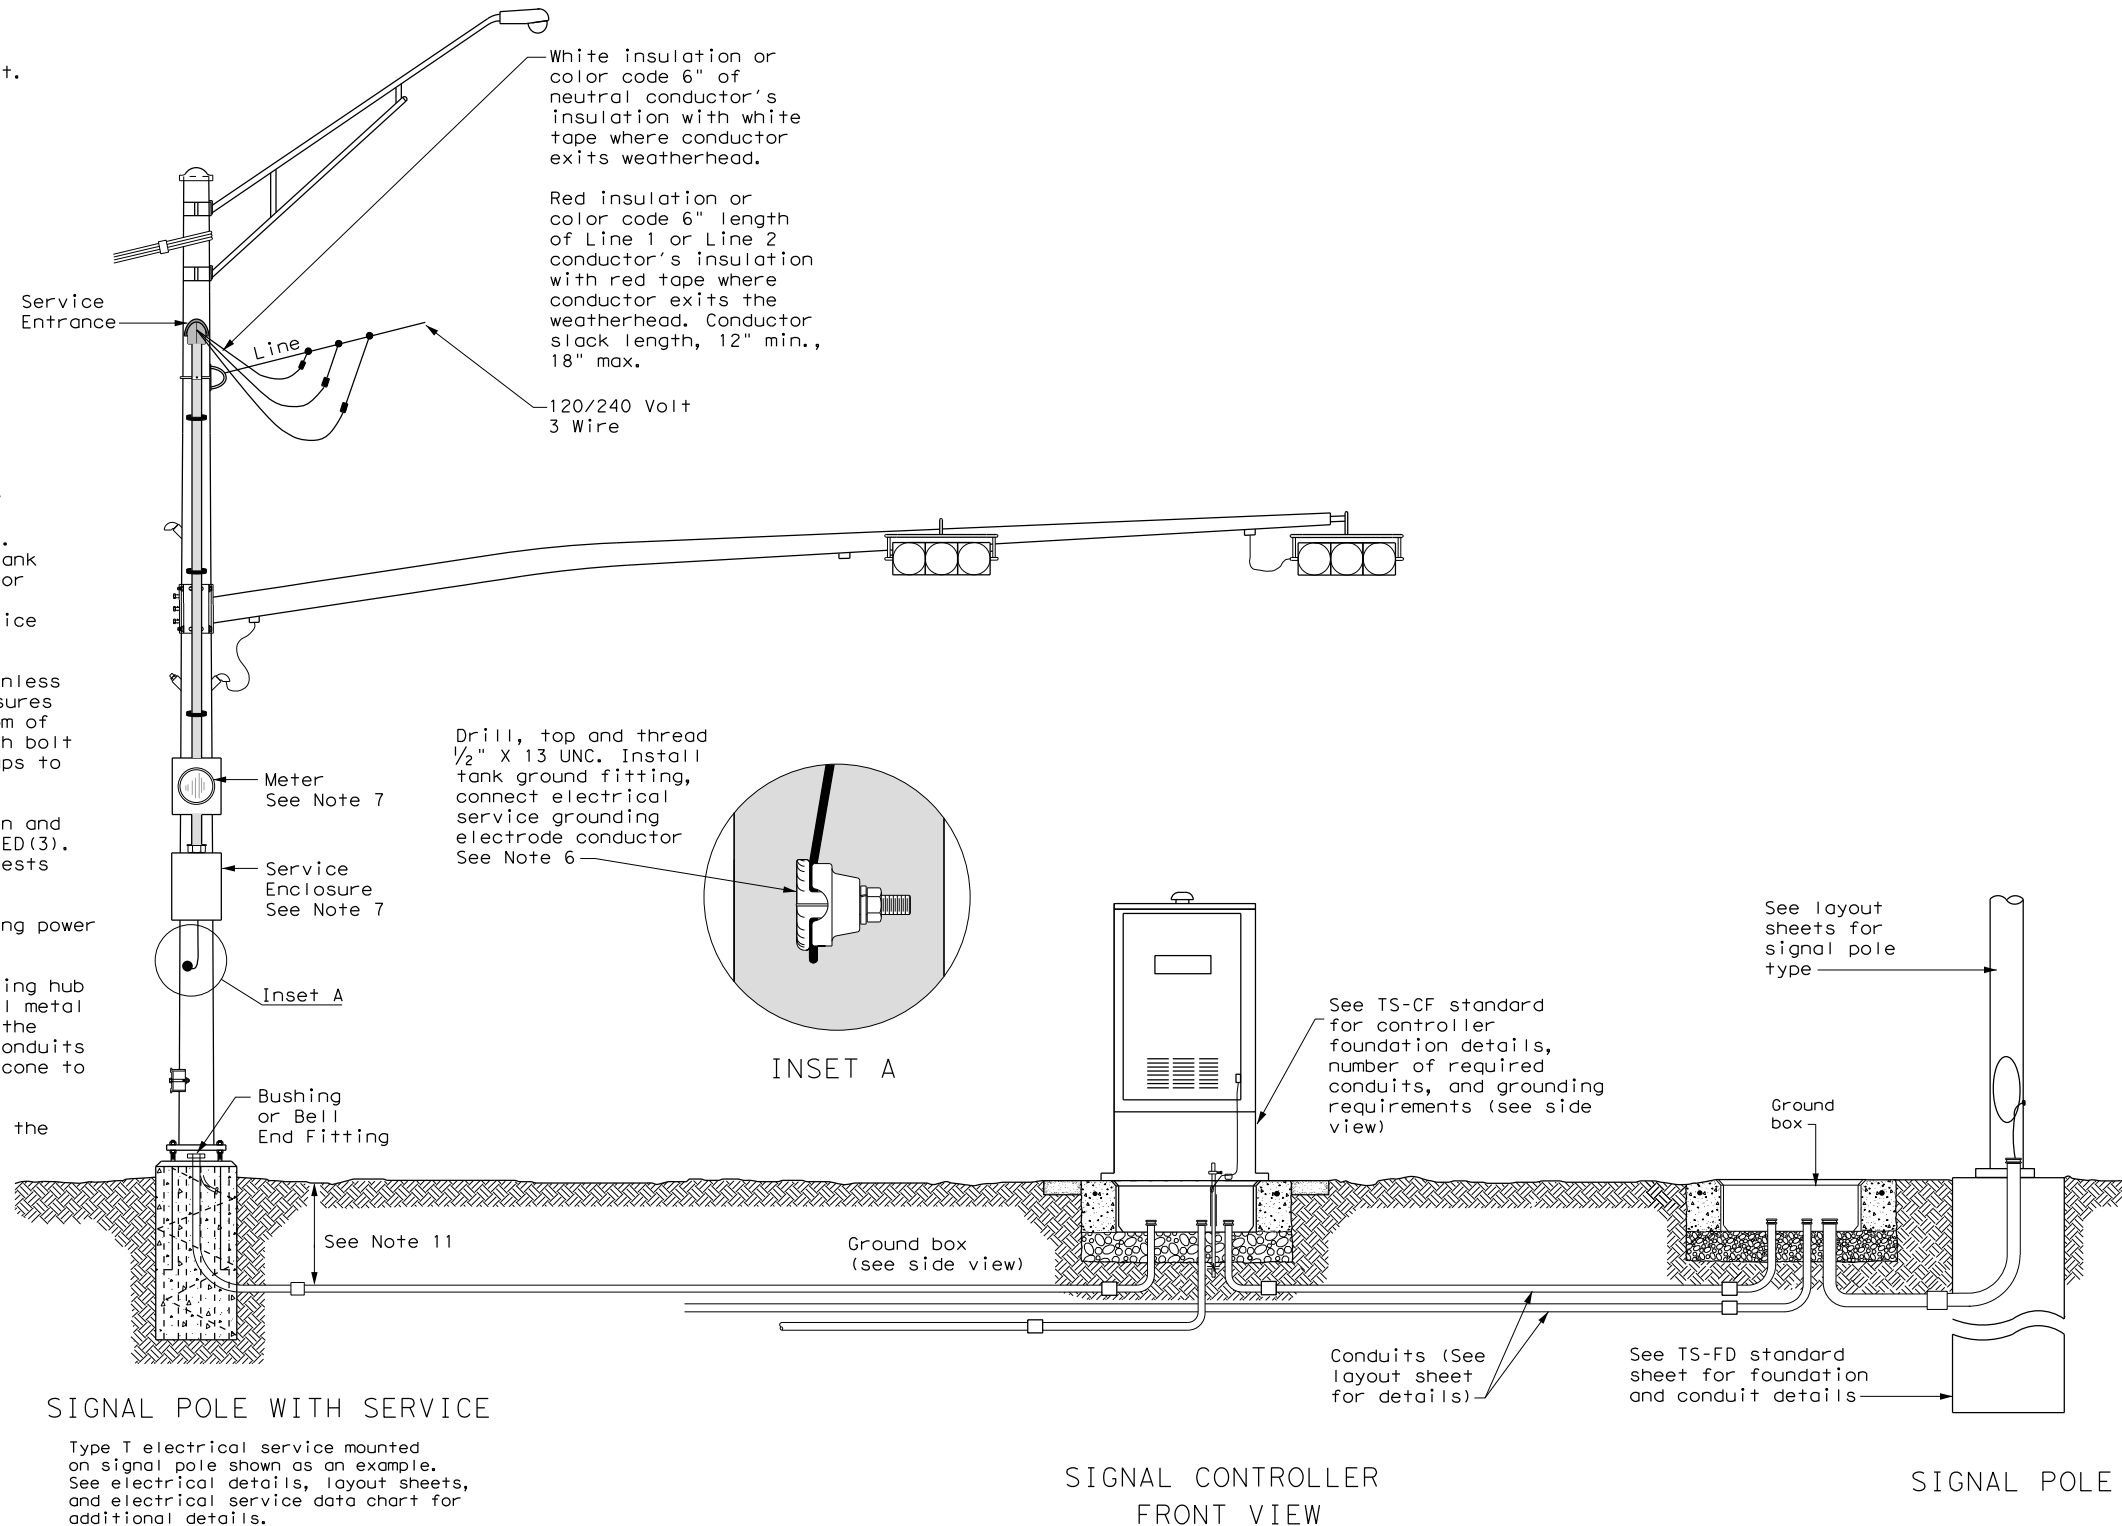 t.
ank
or
ice
nless
sures
m of
h bolt
ps to
n and
ED(3).
ests
ng power
ing hub
l metal
the
onduits
cone to
the
White insulation or
color code 6" of
neutral conductor's
insulation with white
tape where conductor
exits weatherhead.
Red insulation or
color code 6" length
of Line 1 or Line 2
conductor's insulation
with red tape where
conductor exits the
weatherhead. Conductor
slack length, 12" min.,
18" max.
Service
Entrance
Line
120/240 Volt
3 Wire
Meter
See Note 7
Service
Enclosure
See Note 7
Inset A
Drill, top and thread
1/2" X 13 UNC. Install
tank ground fitting,
connect electrical
service grounding
electrode conductor
See Note 6
INSET A
Bushing
or Bell
End Fitting
See Note 11
Ground box
(see side view)
See TS-CF standard
for controller
foundation details,
number of required
conduits, and grounding
requirements (see side
view)
See layout
sheets for
signal pole
type
Ground
box
Conduits (See
layout sheet
for details)
See TS-FD standard
sheet for foundation
and conduit details
SIGNAL POLE WITH SERVICE
Type T electrical service mounted
on signal pole shown as an example.
See electrical details, layout sheets,
and electrical service data chart for
additional details.
SIGNAL CONTROLLER
FRONT VIEW
SIGNAL POLE